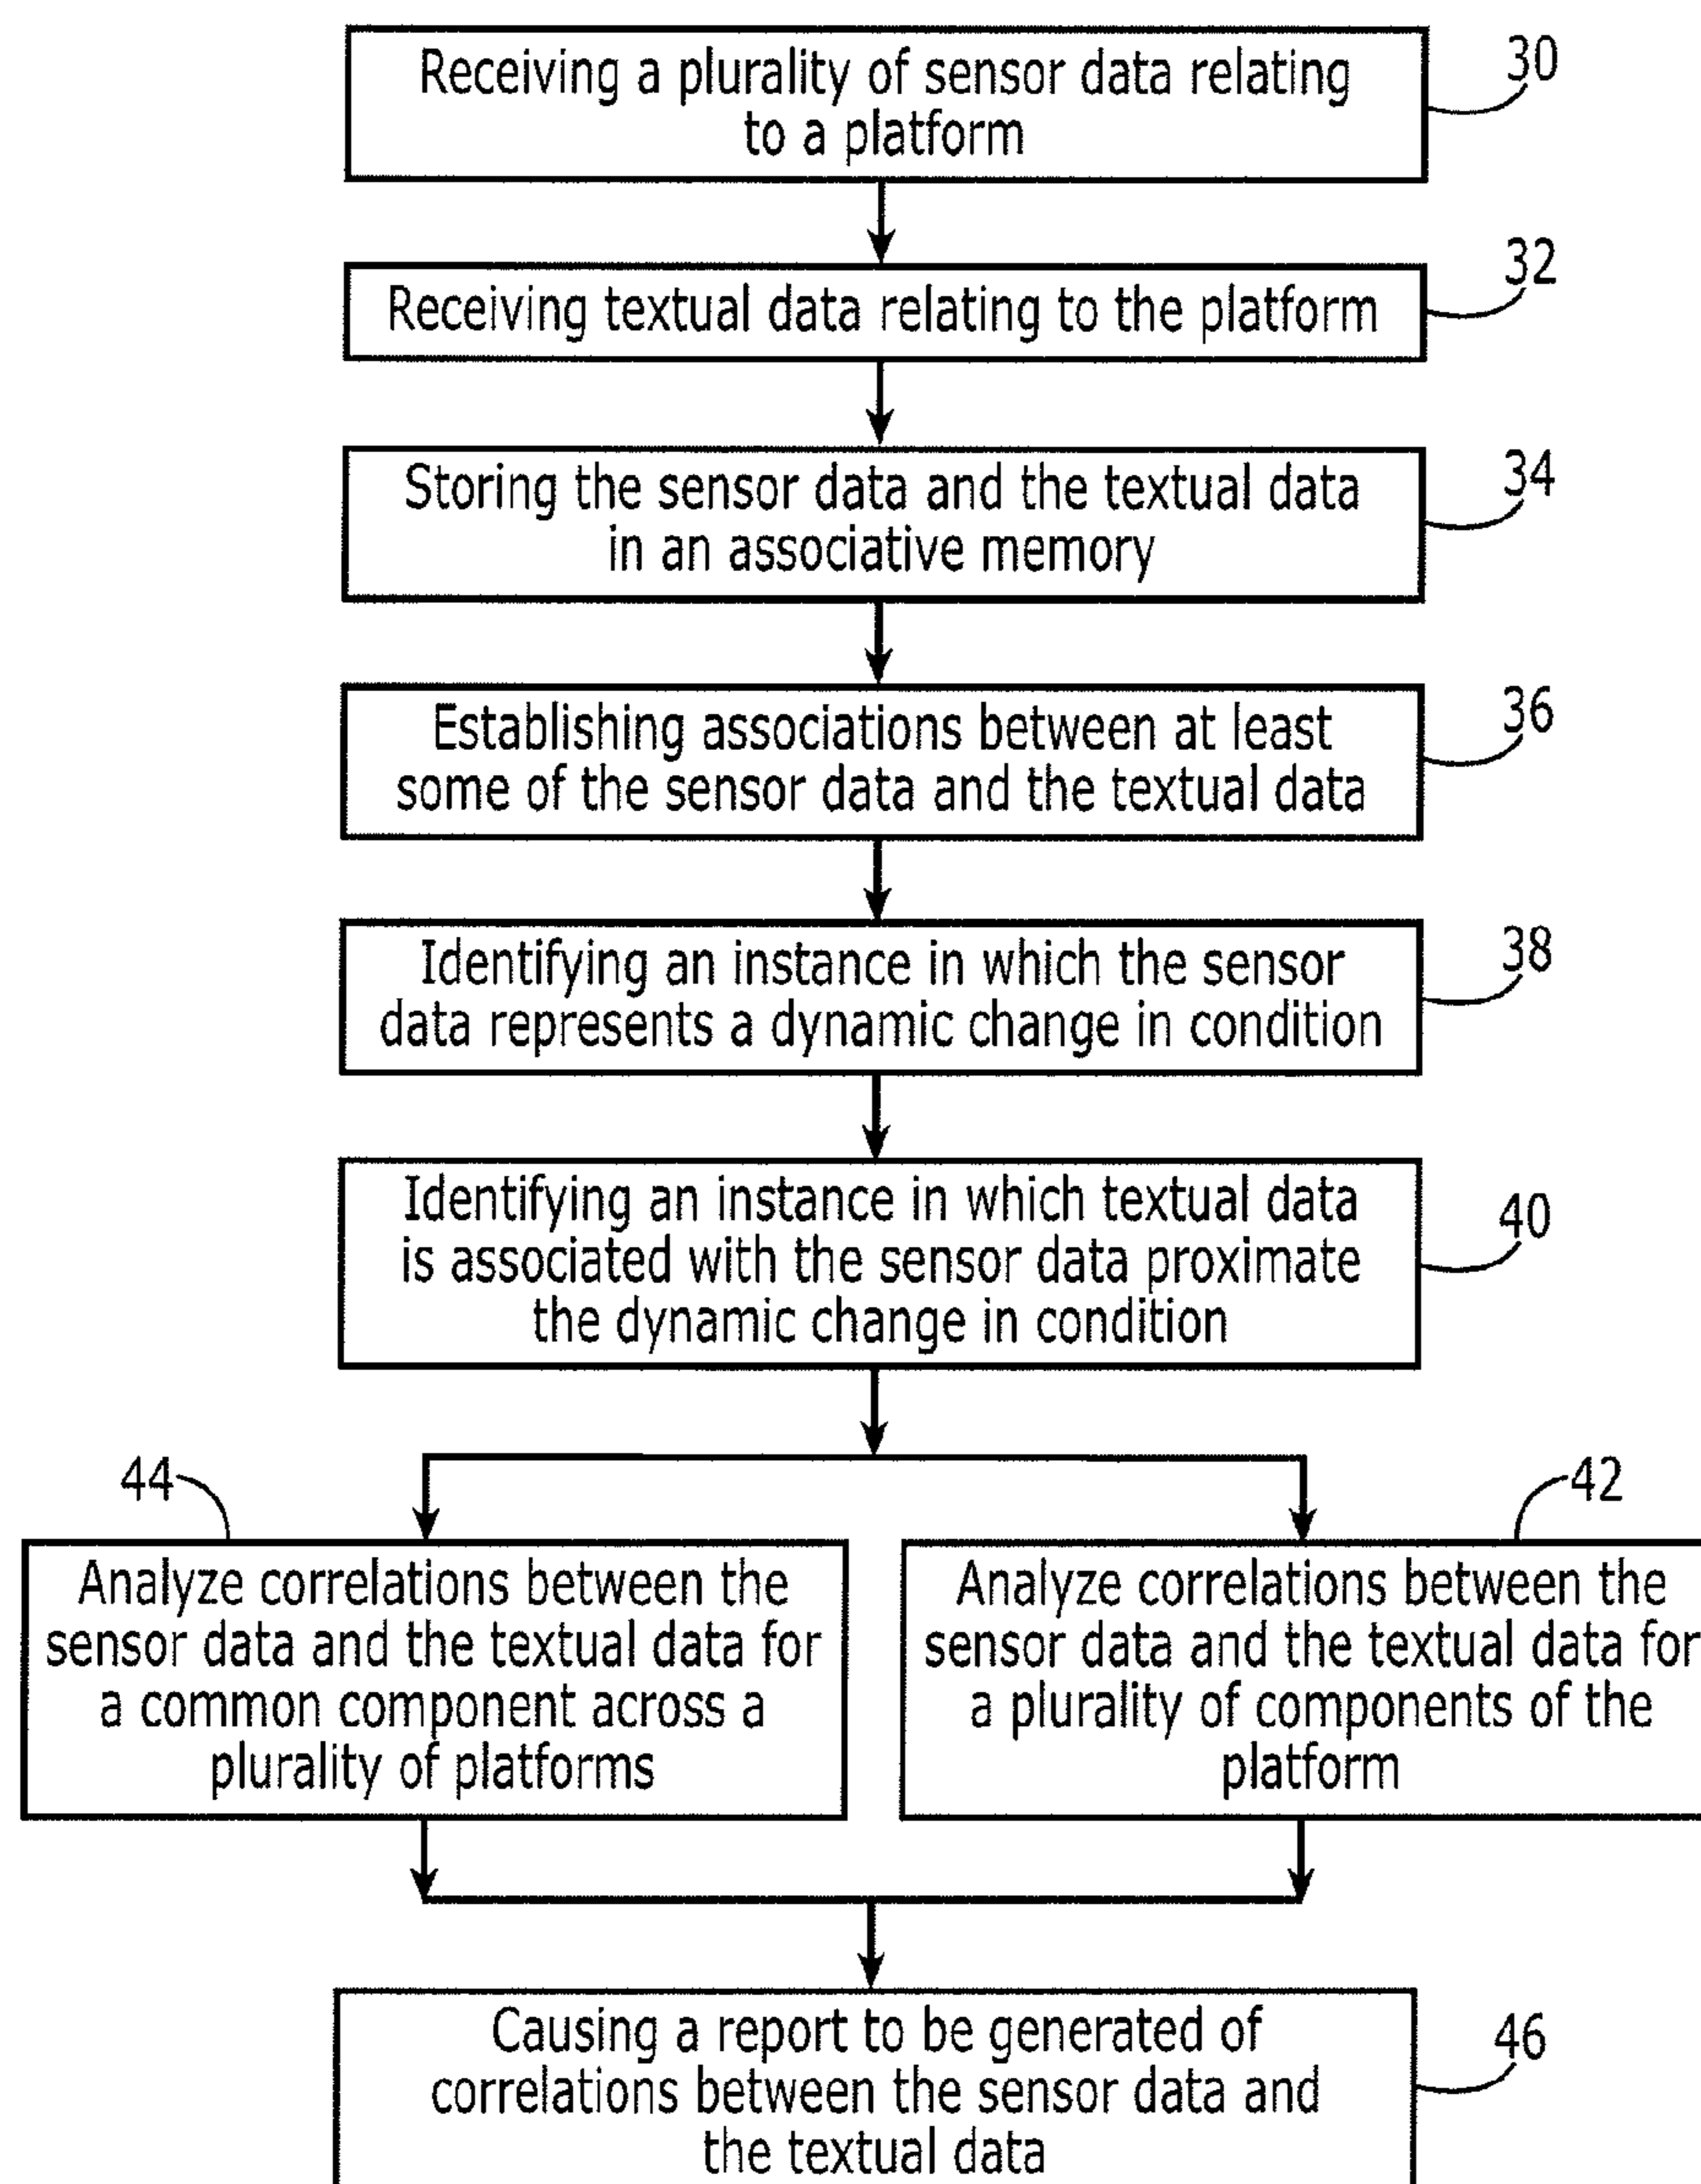 Receiving a plurality of sensor data relating
to a platform
30
Receiving textual data relating to the platform
32
Storing the sensor data and the textual data
in an associative memory
34
Establishing associations between at least
some of the sensor data and the textual data
36
Identifying an instance in which the sensor
data represents a dynamic change in condition
38
Identifying an instance in which textual data
is associated with the sensor data proximate
the dynamic change in condition
40
44
Analyze correlations between the
sensor data and the textual data for
a common component across a
plurality of platforms
42
Analyze correlations between the
sensor data and the textual data for
a plurality of components of the
platform
Causing a report to be generated of
correlations between the sensor data and
the textual data
46